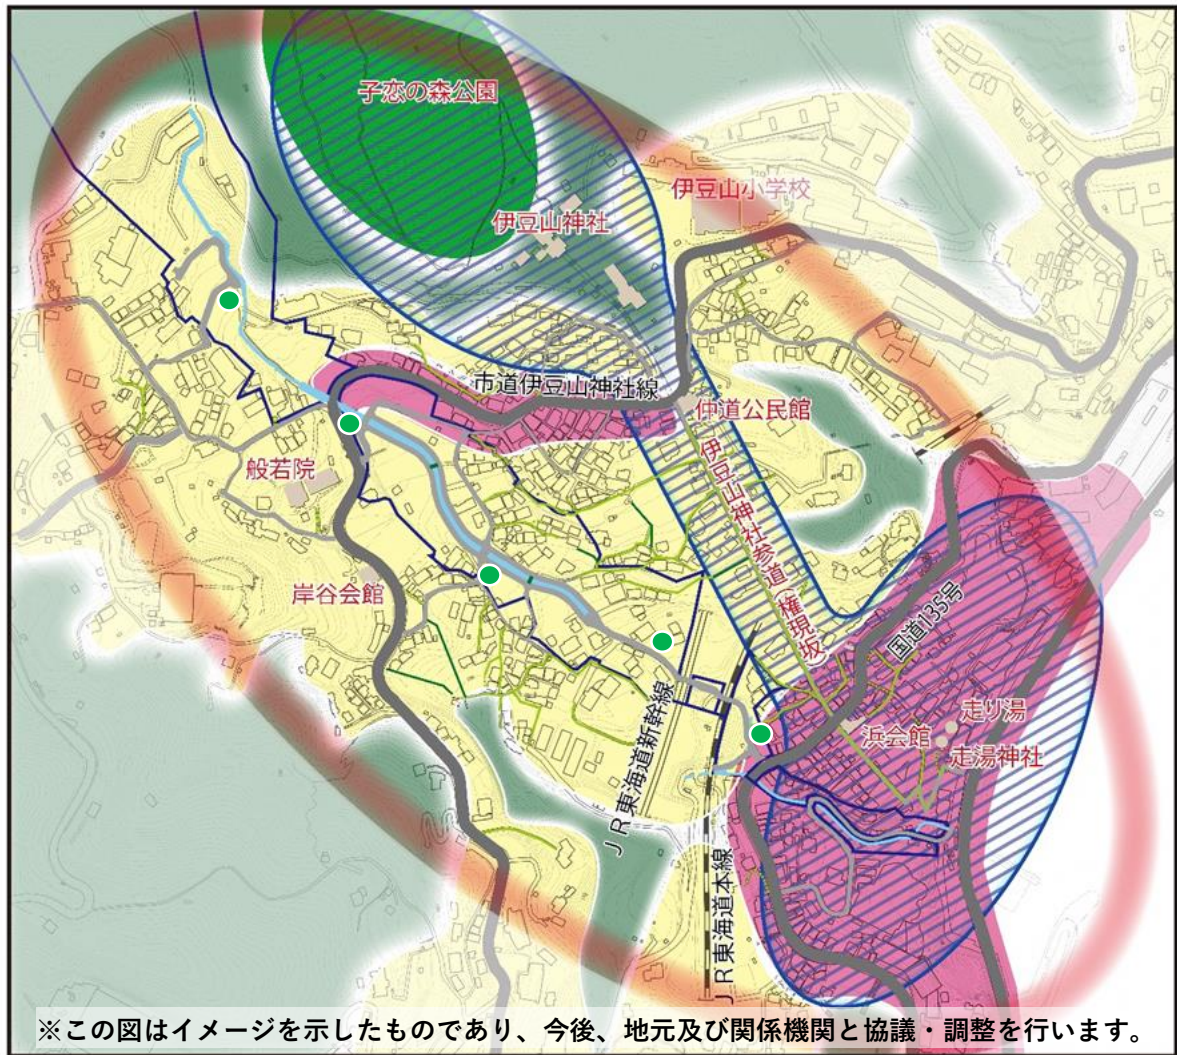 子恋の森公園
伊豆山小学校
伊豆山神社
市道伊豆山神社線
仲道公民館
般若院
伊豆山神社参道(権現坂)
岸谷会館
国道135号
走り湯
浜会館
走湯神社
JR東海道新幹線
JR東海道本線
※この図はイメージを示したものであり、今後、地元及び関係機関と協議・調整を行います。